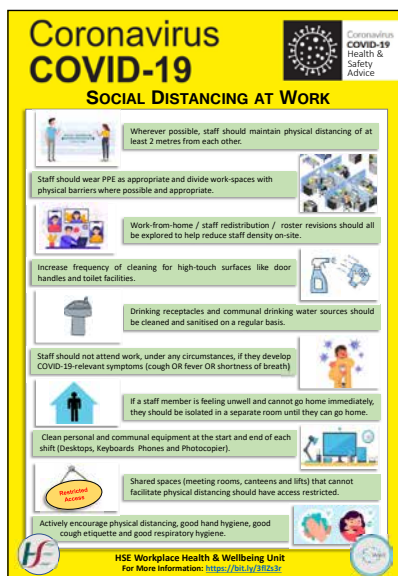 Coronavirus
COVID-19
Coronavirus
COVID-19
Health &
Safety
Advice
SOCIAL DISTANCING AT WORK
Wherever possible, staff should maintain physical distancing of at
least 2 metres from each other.
Staff should wear PPE as appropriate and divide work-spaces with
physical barriers where possible and appropriate.
Work-from-home / staff redistribution / roster revisions should all
be explored to help reduce staff density on-site.
Increase frequency of cleaning for high-touch surfaces like door
handles and toilet facilities.
Drinking receptacles and communal drinking water sources should
be cleaned and sanitised on a regular basis.
Staff should not attend work, under any circumstances, if they develop
COVID-19-relevant symptoms (cough OR fever OR shortness of breath)
If a staff member is feeling unwell and cannot go home immediately,
they should be isolated in a separate room until they can go home.
Clean personal and communal equipment at the start and end of each
shift (Desktops, Keyboards Phones and Photocopier).
Restricted
Access
Shared spaces (meeting rooms, canteens and lifts) that cannot
facilitate physical distancing should have access restricted.
Actively encourage physical distancing, good hand hygiene, good
cough etiquette and good respiratory hygiene.
HSE Workplace Health & Wellbeing Unit
For More Information: https://bit.ly/3flZs3r